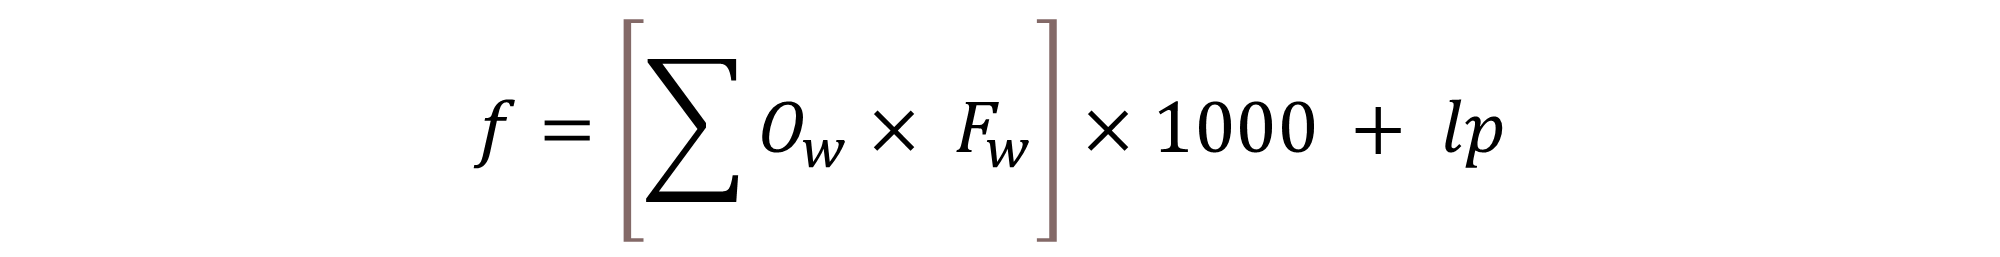 f = [∑ O_w × F_w] × 1000 + lp